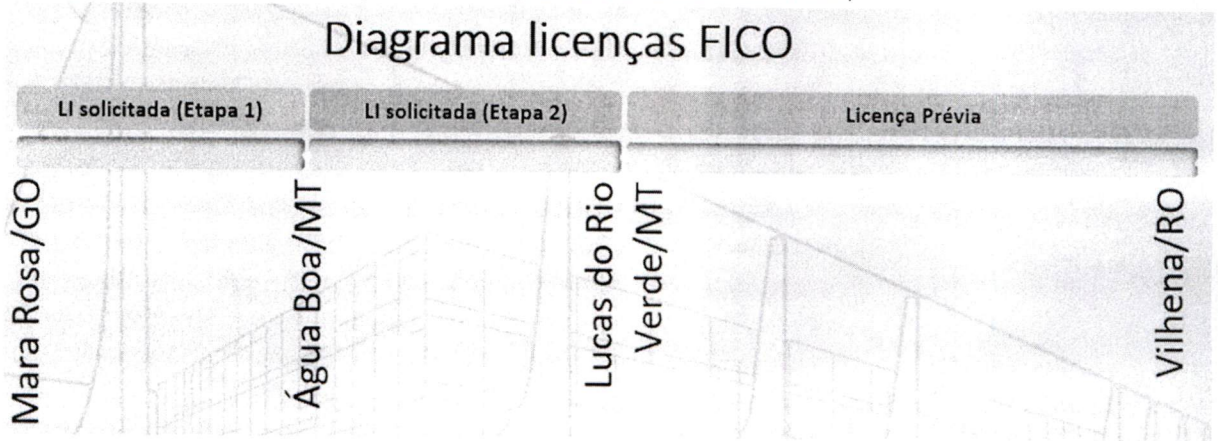 Diagrama licenças FICO
LI solicitada (Etapa 1)
LI solicitada (Etapa 2)
Licença Prévia
Mara Rosa/GO
Água Boa/MT
Lucas do Rio
Verde/MT
Vilhena/RO